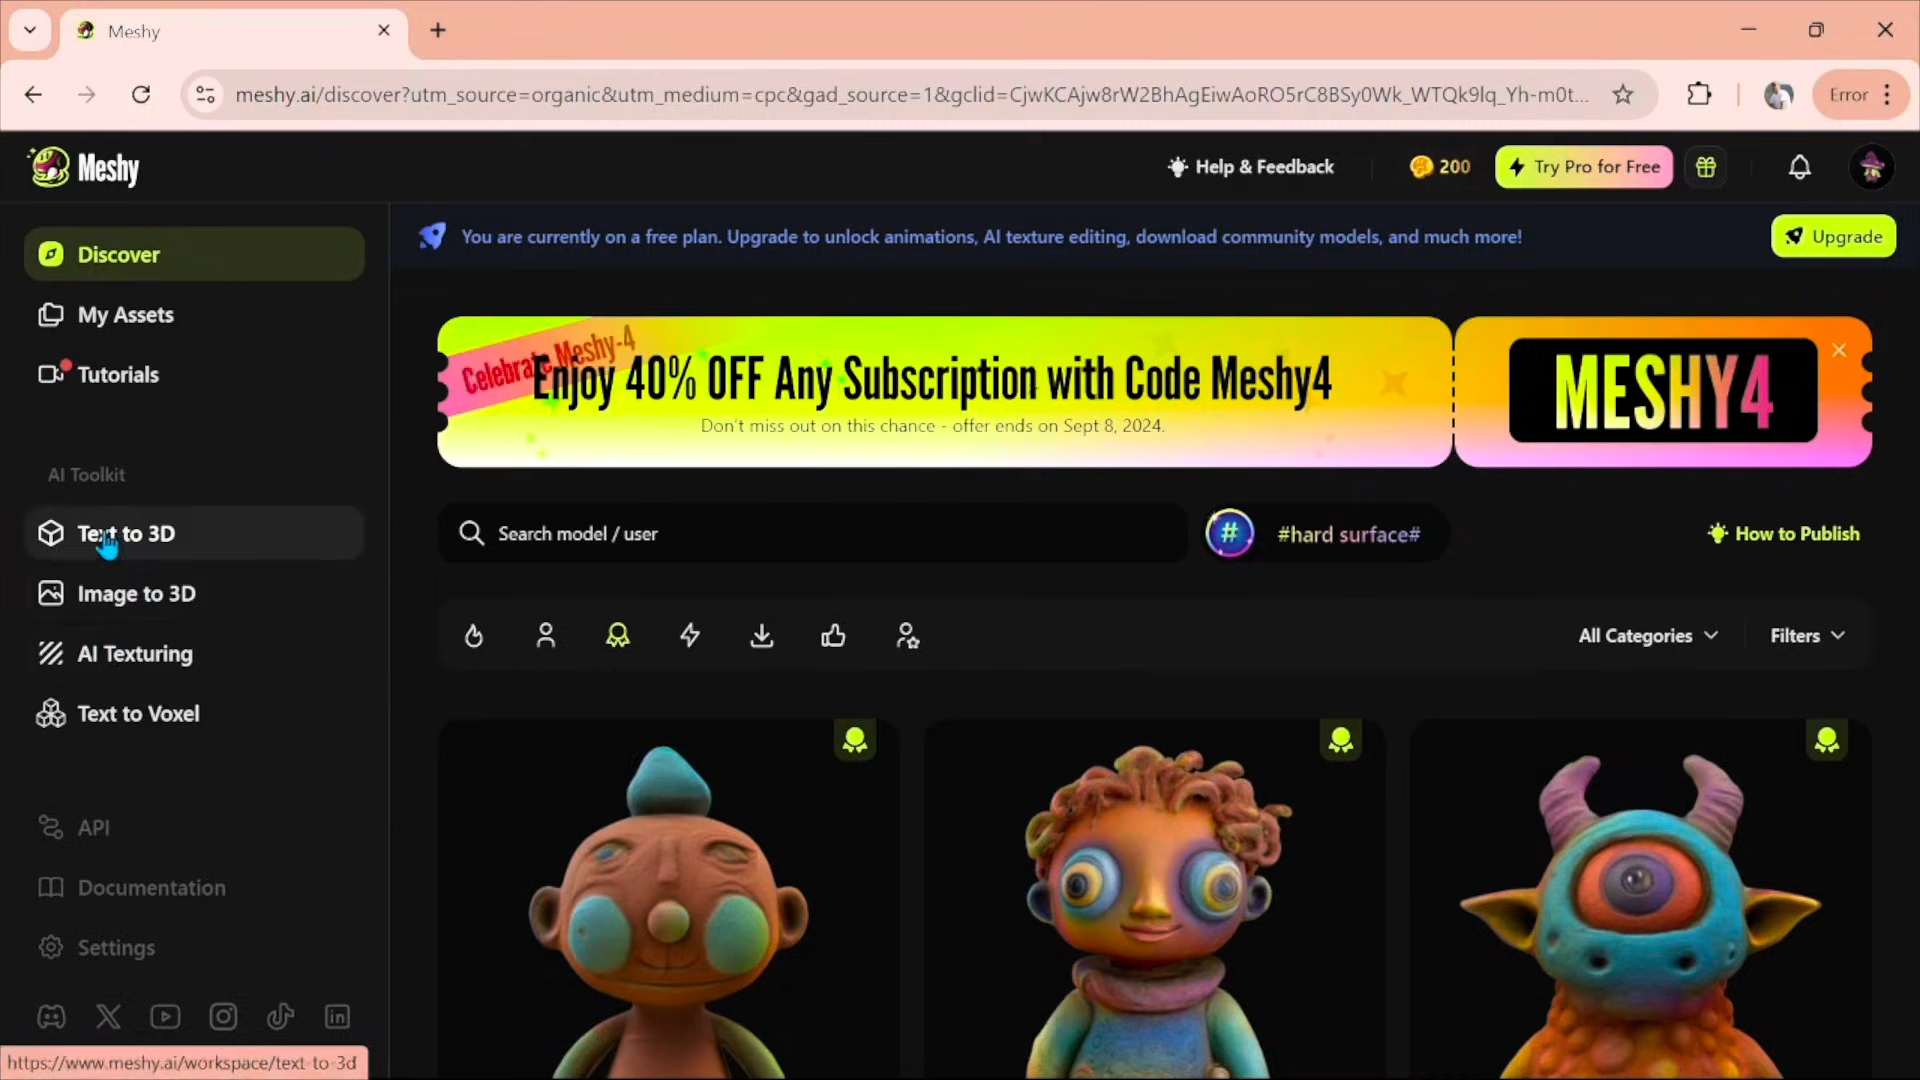 Meshy
meshy.ai/discover?utm_source=organic&utm_medium=cpc&gad_source=1&gclid=CjwKCAjw8rW2BhAgEiwAoRO5rC8BSy0Wk_WTQk9lq_Yh-m0t...
Error
Meshy
Help & Feedback
200
Try Pro for Free
Discover
My Assets
Tutorials
AI Toolkit
Text to 3D
Image to 3D
AI Texturing
Text to Voxel
API
Documentation
Settings
https://www.meshy.ai/workspace/text-to-3d
You are currently on a free plan. Upgrade to unlock animations, AI texture editing, download community models, and much more!
Upgrade
Celebrate Meshy-4
Enjoy 40% OFF Any Subscription with Code Meshy4
Don't miss out on this chance - offer ends on Sept 8, 2024.
MESHY4
Search model / user
# #hard surface#
How to Publish
All Categories
Filters